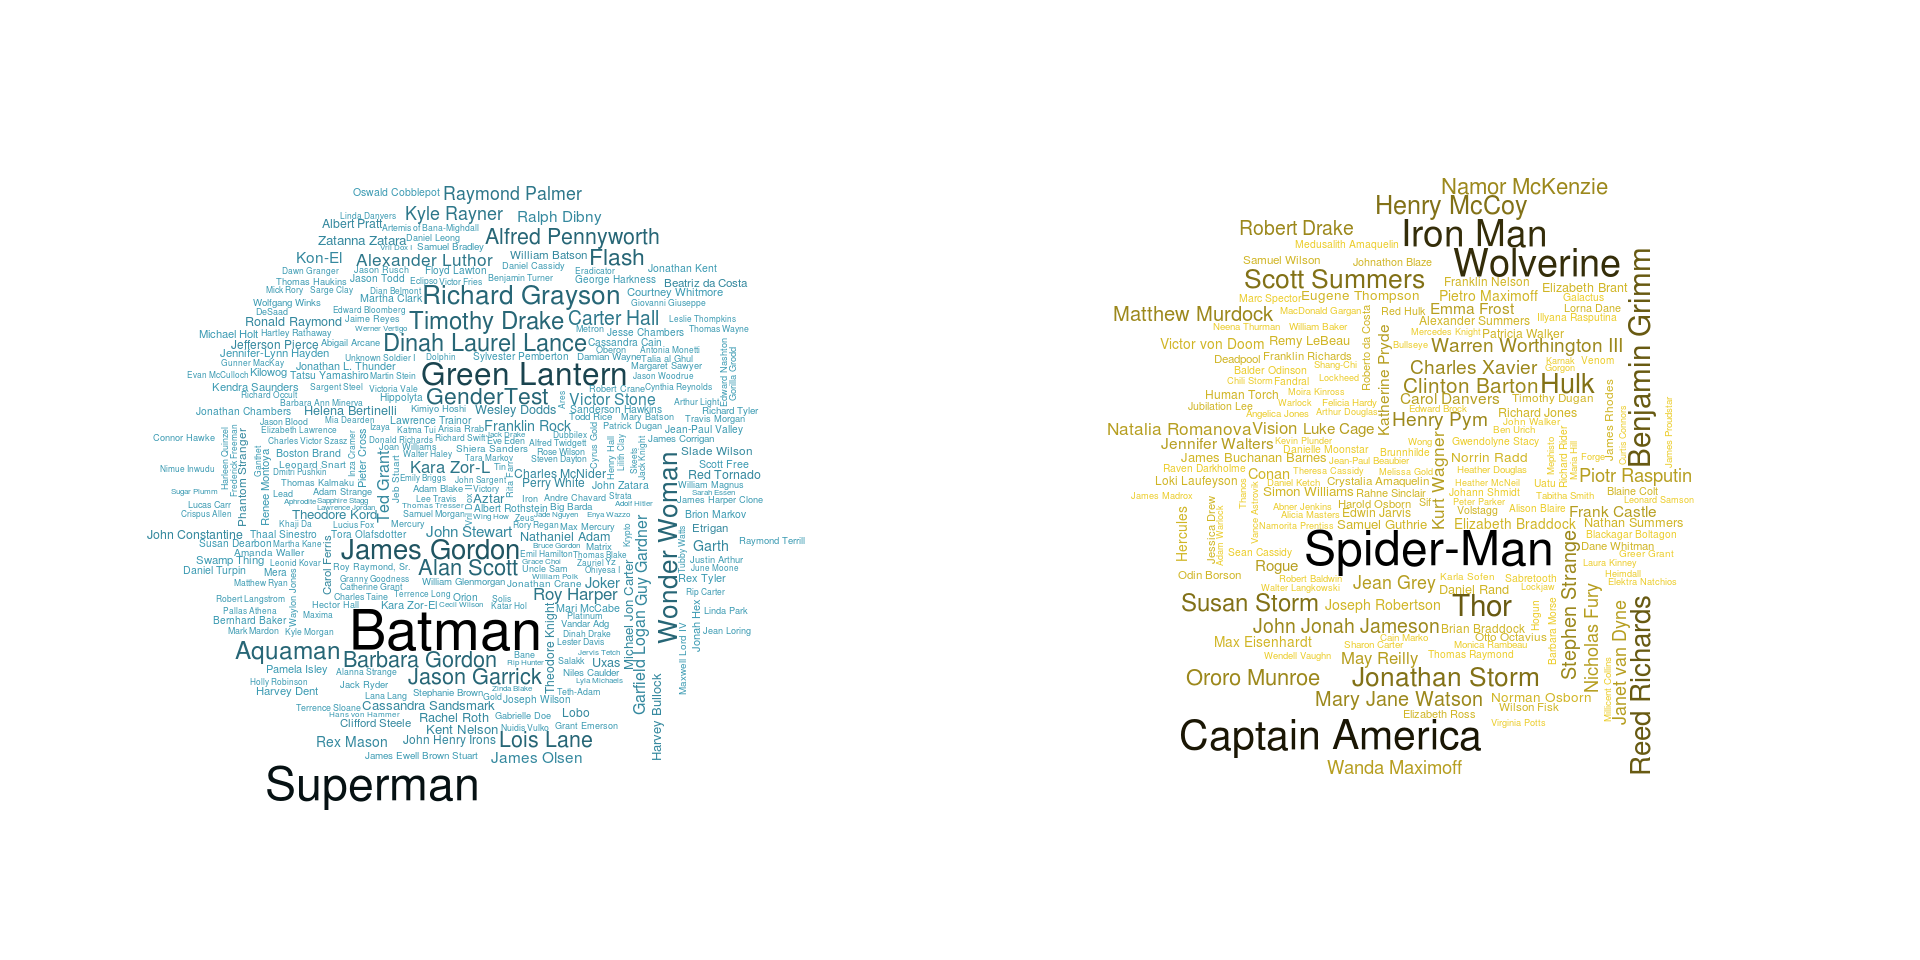 Oswald Cobblepot
Raymond Palmer
Linda Danvers
Kyle Rayner
Ralph Dibny
Albert Pratt
Artemis of Bana-Mighdall
Zatanna Zatara
Daniel Leong
Alfred Pennyworth
Vril Dox I
Samuel Bradley
Kon-El
Alexander Luthor
William Batson
Flash
Dawn Granger
Jason Rusch
Floyd Lawton
Daniel Cassidy
Eradicator
Jonathan Kent
Thomas Haukins
Jason Todd
Eclipso
Victor Fries
Benjamin Turner
George Harkness
Beatriz da Costa
Mick Rory
Sarge Clay
Dian Belmont
Martha Clark
Richard Grayson
Courtney Whitmore
Wolfgang Winks
DeSaad
Edward Bloomberg
Giovanni Giuseppe
Ronald Raymond
Jaime Reyes
Timothy Drake
Carter Hall
Leslie Thompkins
Michael Holt
Hartley Rathaway
Werner Vertigo
Metron
Jesse Chambers
Thomas Wayne
Jefferson Pierce
Abigail Arcane
Dinah Laurel Lance
Cassandra Cain
Jennifer-Lynn Hayden
Unknown Soldier I
Dolphin
Sylvester Pemberton
Oberon
Antonia Monetti
Damian Wayne
Talia al Ghul
Gunner MacKay
Jonathan L. Thunder
Margaret Sawyer
Evan McCulloch
Kilowog
Tatsu Yamashiro
Martin Stein
Green Lantern
Jason Woodrue
Edward Nashton
Gorilla Grodd
Kendra Saunders
Sargent Steel
Victoria Vale
Robert Crane
Cynthia Reynolds
Richard Occult
Hippolyta
GenderTest
Ares
Victor Stone
Arthur Light
Barbara Ann Minerva
Jonathan Chambers
Helena Bertinelli
Kimiyo Hoshi
Wesley Dodds
Sanderson Hawkins
Richard Tyler
Jason Blood
Mia Dearden
Lawrence Trainor
Todd Rice
Mary Batson
Travis Morgan
Elizabeth Lawrence
Izaya
Katma Tui
Arisia Rrab
Franklin Rock
Patrick Dugan
Jean-Paul Valley
Connor Hawke
Charles Victor Szasz
Donald Richards
Richard Swift
Jack Drake
Dubbilex
James Corrigan
Harleen Quinzel
Frederick Freeman
Phantom Stranger
Ganthet
Renee Montoya
Boston Brand
Inza Cramer
Pieter Cross
Joan Williams
Walter Haley
Shiera Sanders
Eve Eden
Alfred Twidgett
Rose Wilson
Cyrus Gold
Henry Hall
Lilith Clay
Skeets
Jack Knight
Slade Wilson
Nimue Inwudu
Leonard Snart
Dmitri Pushkin
Ted Grant
Jeb Stuart
Kara Zor-L
Tara Markov
Steven Dayton
Tin
Rita Farr
Scott Free
Thomas Kalmaku
Emily Briggs
John Sargent
Charles McNider
Red Tornado
Sugar Plumm
Lead
Adam Strange
Adam Blake
Victory
Perry White
John Zatara
William Magnus
Sarah Essen
Lucas Carr
Aphrodite
Sapphire Stagg
Lee Travis
Aztar
Iron
Andre Chavard
Strata
James Harper Clone
Crispus Allen
Lawrence Jordan
Thomas Tresser
Vril Dox II
Albert Rothstein
Big Barda
Adolf Hitler
Theodore Kord
Samuel Morgan
Wing How
Zeus
Jade Nguyen
Enya Wazzo
Brion Markov
Khaji Da
Lucius Fox
Mercury
Rory Regan
Max Mercury
Krypto
Wonder Woman
Etrigan
John Constantine
Thaal Sinestro
Tora Olafsdotter
John Stewart
Nathaniel Adam
Matrix
Tubby Watts
Raymond Terrill
Susan Dearbon
Martha Kane
Carol Ferris
James Gordon
Bruce Gordon
Garth
Amanda Waller
Emil Hamilton
Thomas Blake
Swamp Thing
Leonid Kovar
Roy Raymond, Sr.
Alan Scott
Grace Choi
Zauriel
Yz
Justin Arthur
Daniel Turpin
Uncle Sam
Ohiyesa I
June Moone
Matthew Ryan
Waylon Jones
Granny Goodness
Catherine Grant
William Glenmorgan
William Polk
Jonathan Crane
Joker
Rex Tyler
Robert Langstrom
Charles Taine
Terrence Long
Orion
Solis
Roy Harper
Michael Jon Carter
Guy Gardner
Rip Carter
Pallas Athena
Hector Hall
Kara Zor-El
Cecil Wilson
Katar Hol
Mari McCabe
Jonah Hex
Linda Park
Bernhard Baker
Maxima
Platinum
Vandar Adg
Mark Mardon
Kyle Morgan
Batman
Theodore Knight
Dinah Drake
Jean Loring
Lester Davis
Aquaman
Barbara Gordon
Bane
Rip Hunter
Jervis Tetch
Salakk
Uxas
Garfield Logan
Maxwell Lord IV
Pamela Isley
Alanna Strange
Jason Garrick
Niles Caulder
Lyla Michaels
Holly Robinson
Jack Ryder
Harvey Dent
Lana Lang
Stephanie Brown
Zinda Blake
Gold
Teth-Adam
Joseph Wilson
Harvey Bullock
Terrence Sloane
Cassandra Sandsmark
Hans von Hammer
Clifford Steele
Rachel Roth
Gabrielle Doe
Lobo
Kent Nelson
Nuidis Vulko
Grant Emerson
Rex Mason
John Henry Irons
Lois Lane
James Ewell Brown Stuart
James Olsen
Superman
Namor McKenzie
Henry McCoy
Robert Drake
Iron Man
Medusalith Amaquelin
Samuel Wilson
Johnathon Blaze
Wolverine
Benjamin Grimm
Scott Summers
Franklin Nelson
Elizabeth Brant
Marc Spector
Eugene Thompson
Pietro Maximoff
Galactus
Matthew Murdock
MacDonald Gargan
Red Hulk
Emma Frost
Lorna Dane
Roberto da Costa
Alexander Summers
Illyana Rasputina
Neena Thurman
William Baker
Mercedes Knight
Patricia Walker
Victor von Doom
Remy LeBeau
Katherine Pryde
Bullseye
Warren Worthington III
Deadpool
Franklin Richards
Karnak
Venom
Balder Odinson
Shang-Chi
Charles Xavier
Gorgon
Chili Storm
Fandral
Lockheed
Clinton Barton
Hulk
Human Torch
Moira Kinross
Carol Danvers
Timothy Dugan
James Rhodes
Jubilation Lee
Warlock
Felicia Hardy
Edward Brock
Angelica Jones
Arthur Douglas
Henry Pym
Richard Jones
Curtis Connors
James Proudstar
John Walker
Natalia Romanova
Vision
Luke Cage
Ben Urich
Jennifer Walters
Kevin Plunder
Wong
Gwendolyne Stacy
Danielle Moonstar
Brunnhilde
Kurt Wagner
Mephisto
Richard Rider
Maria Hill
James Buchanan Barnes
Jean-Paul Beaubier
Norrin Radd
Forge
Raven Darkholme
Conan
Theresa Cassidy
Melissa Gold
Heather Douglas
Piotr Rasputin
Loki Laufeyson
Daniel Ketch
Crystalia Amaquelin
Heather McNeil
Uatu
James Madrox
Thanos
Vance Astrovik
Simon Williams
Rahne Sinclair
Johann Shmidt
Tabitha Smith
Blaine Colt
Leonard Samson
Hercules
Jessica Drew
Adam Warlock
Abner Jenkins
Harold Osborn
Sif
Peter Parker
Volstagg
Alison Blaire
Frank Castle
Alicia Masters
Edwin Jarvis
Namorita Prentiss
Samuel Guthrie
Elizabeth Braddock
Nathan Summers
Blackagar Boltagon
Sean Cassidy
Spider-Man
Stephen Strange
Dane Whitman
Greer Grant
Odin Borson
Rogue
Laura Kinney
Robert Baldwin
Jean Grey
Karla Sofen
Sabretooth
Heimdall
Walter Langkowski
Daniel Rand
Lockjaw
Elektra Natchios
Susan Storm
Joseph Robertson
Thor
Hogun
Barbara Morse
Nicholas Fury
Janet van Dyne
Reed Richards
John Jonah Jameson
Brian Braddock
Max Eisenhardt
Cain Marko
Otto Octavius
Sharon Carter
Monica Rambeau
Wendell Vaughn
May Reilly
Thomas Raymond
Millicent Collins
Ororo Munroe
Jonathan Storm
Mary Jane Watson
Norman Osborn
Elizabeth Ross
Wilson Fisk
Virginia Potts
Captain America
Wanda Maximoff